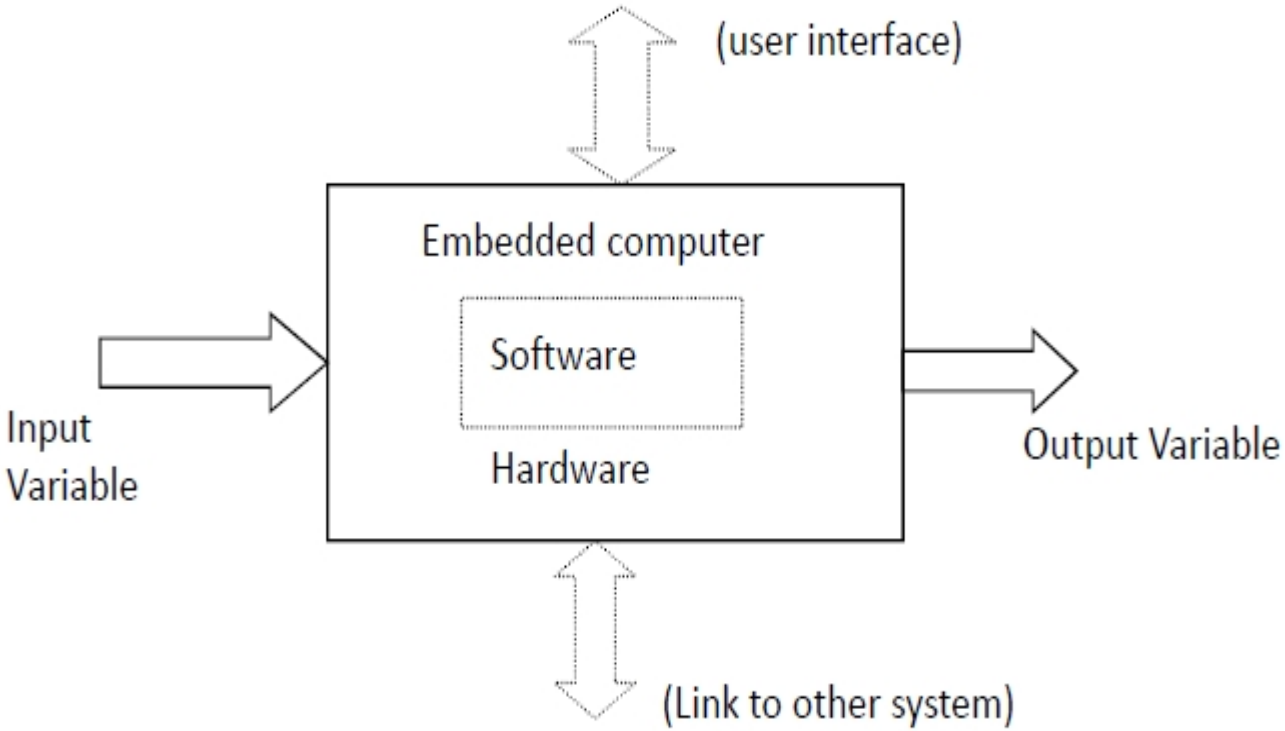 (user interface)
Embedded computer
Software
Hardware
Input
Variable
Output Variable
(Link to other system)